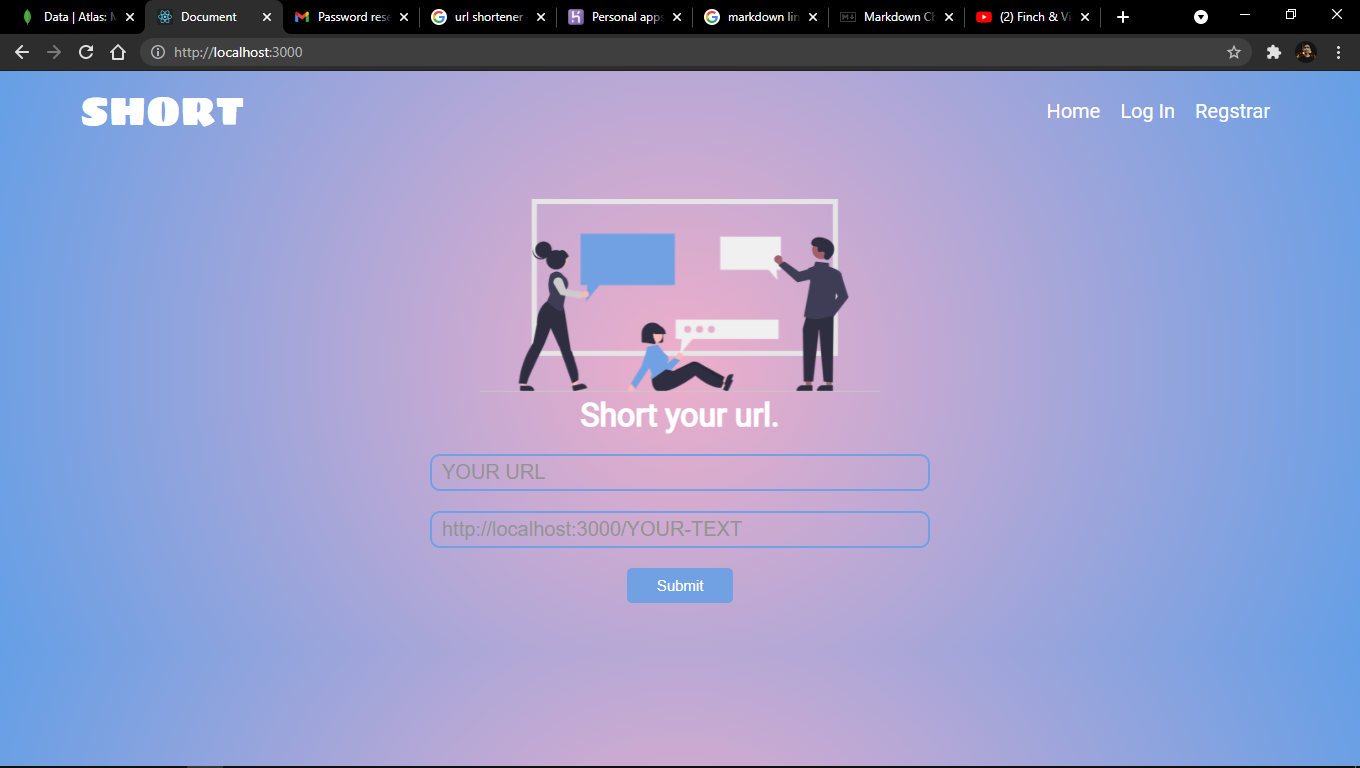 Data | Atlas: M
Document
Password rese
url shortener
Personal apps
markdown lin
Markdown Ch
(2) Finch & Vi
http://localhost:3000
SHORT
Home Log In Regstrar
Short your url.
YOUR URL
http://localhost:3000/YOUR-TEXT
Submit